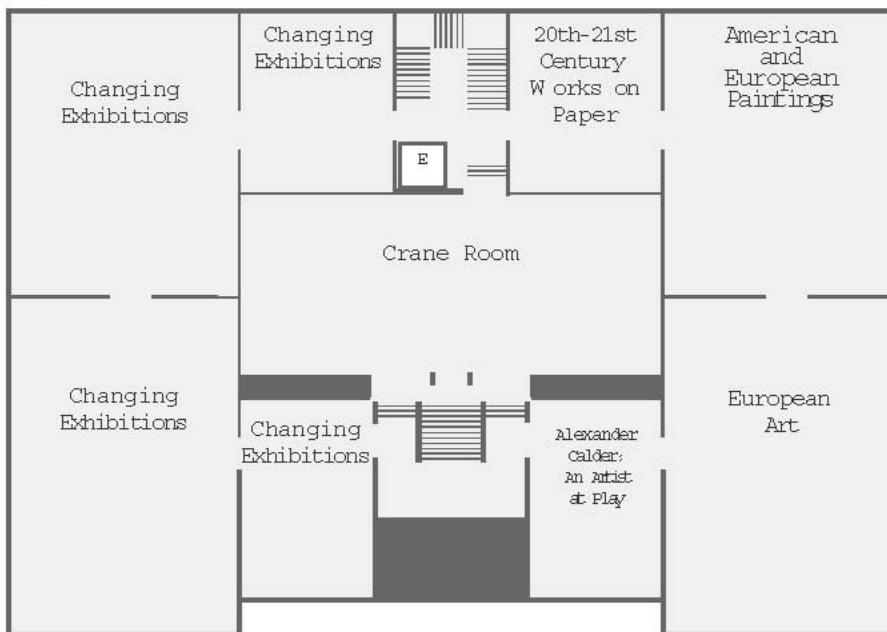 Changing
Exhibitions
Changing
Exhibitions
20th-21st
Century
Works on
Paper
American
and
European
Paintings
E
Crane Room
Changing
Exhibitions
Changing
Exhibitions
Alexander
Calder:
An Artist
at Play
European
Art